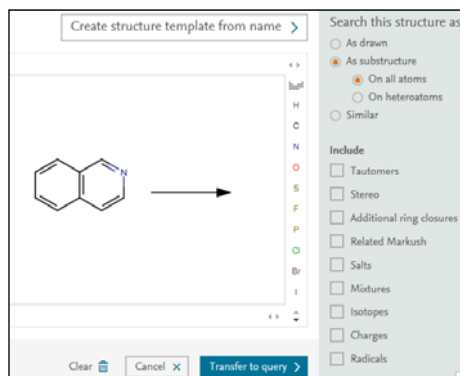 Create structure template from name
Search this structure as
As drawn
As substructure
On all atoms
On heteroatoms
Similar
Include
Tautomers
Stereo
Additional ring closures
Related Markush
Salts
Mixtures
Isotopes
Charges
Radicals
H
C
N
O
S
F
P
Cl
Br
I
N
Clear
Cancel X
Transfer to query